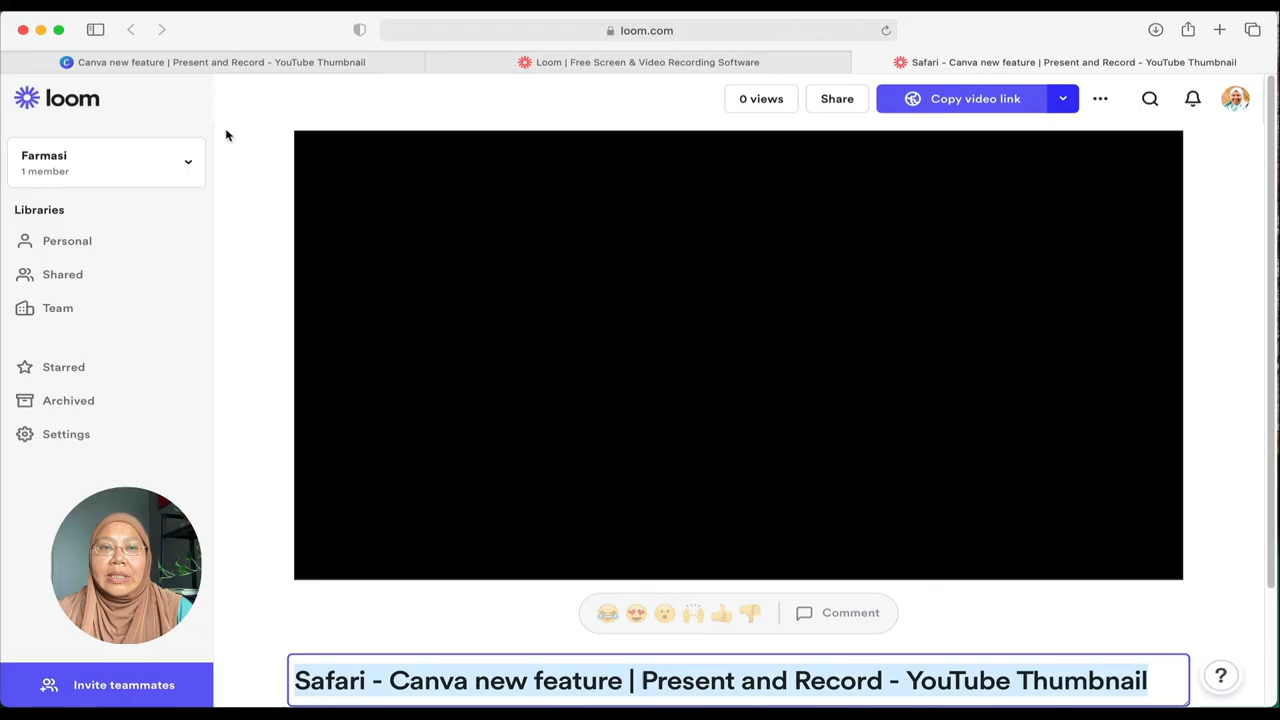 loom.com
Canva new feature | Present and Record - YouTube Thumbnail
Loom | Free Screen & Video Recording Software
Safari - Canva new feature | Present and Record - YouTube Thumbnail
loom
0 views
Share
Copy video link
Farmasi
1 member
Libraries
Personal
Shared
Team
Starred
Archived
Settings
Invite teammates
Comment
Safari - Canva new feature | Present and Record - YouTube Thumbnail
?